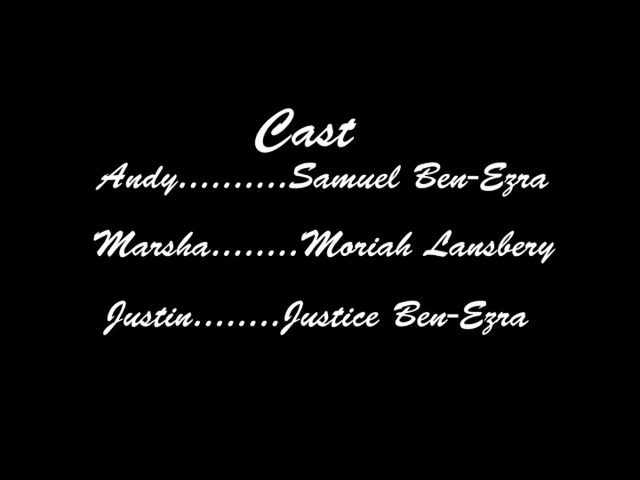 Cast
Andy..........Samuel Ben-Ezra
Marsha........Moriah Lansbery
Justin........Justice Ben-Ezra